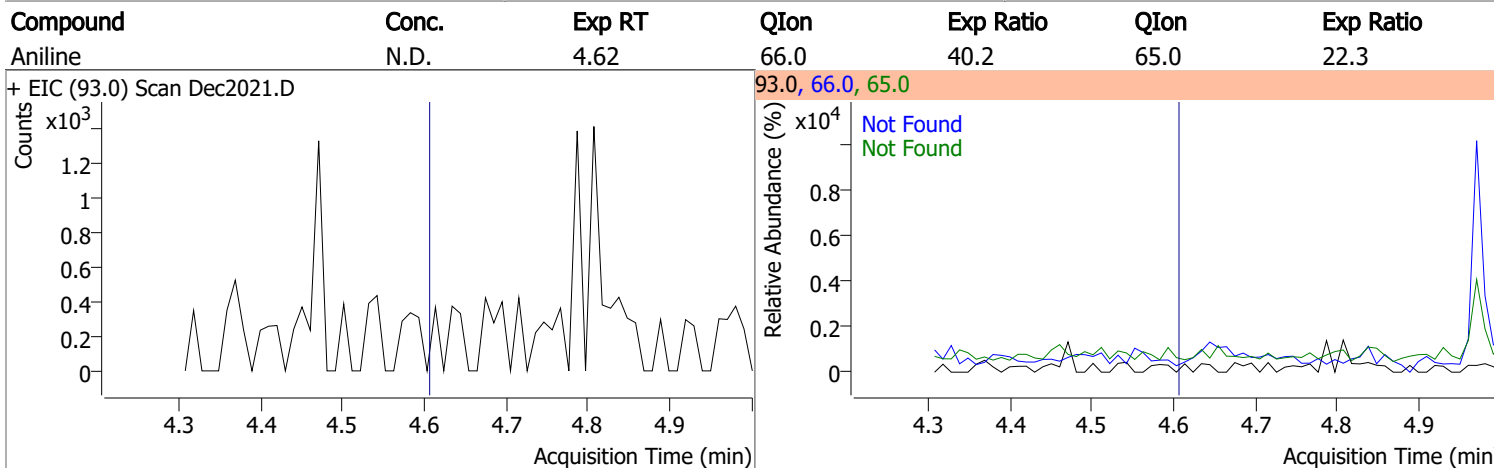 Compound Conc. Exp RT QIon Exp Ratio QIon Exp Ratio
Aniline N.D. 4.62 66.0 40.2 65.0 22.3
+ EIC (93.0) Scan Dec2021.D
Counts
x10³
1.2
1
0.8
0.6
0.4
0.2
0
4.3 4.4 4.5 4.6 4.7 4.8 4.9
Acquisition Time (min)
93.0, 66.0, 65.0
Relative Abundance (%)
x10⁴
Not Found
Not Found
0.8
0.6
0.4
0.2
0
4.3 4.4 4.5 4.6 4.7 4.8 4.9
Acquisition Time (min